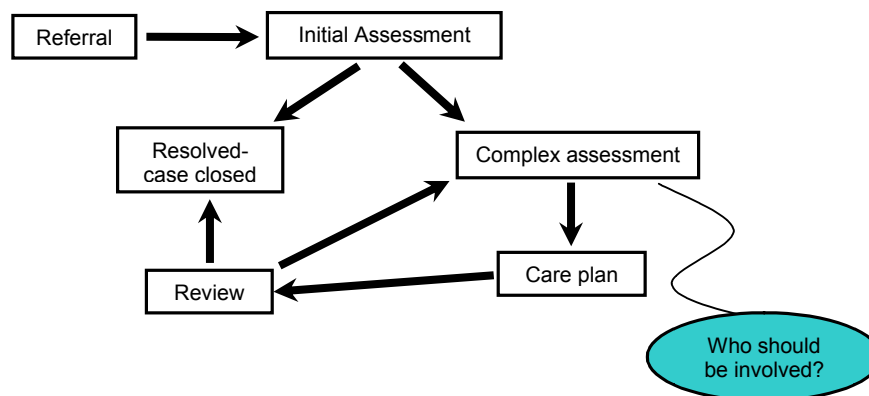 Referral
Initial Assessment
Resolved-
case closed
Complex assessment
Review
Care plan
Who should
be involved?